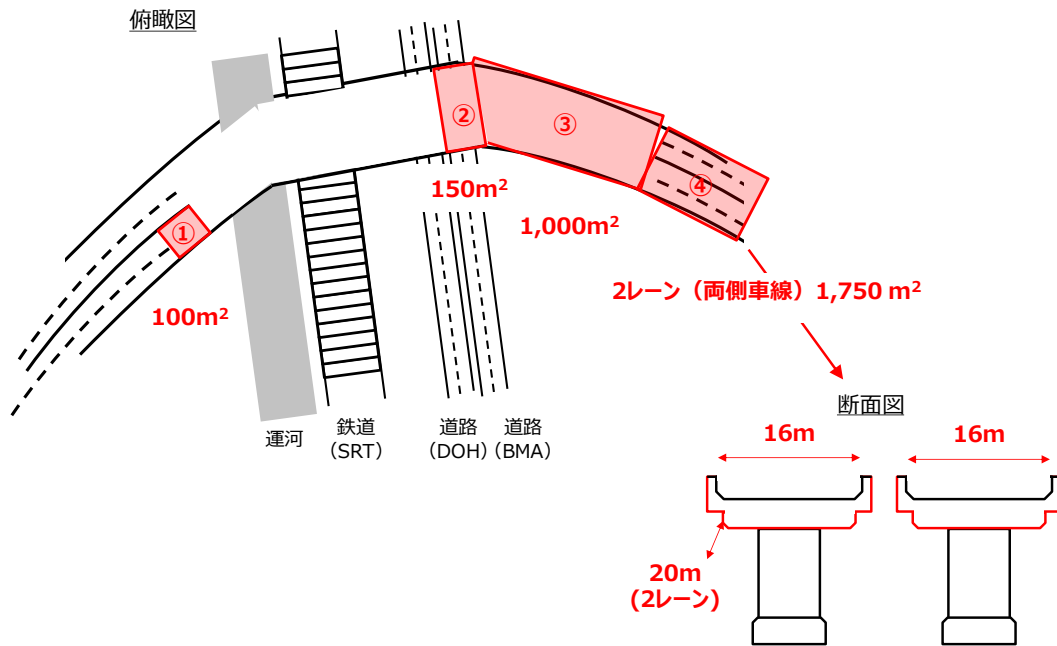 俯瞰図
②
③
④
①
150m²
1,000m²
2レーン（両側車線）1,750 m²
100m²
断面図
運河
鉄道
（SRT）
道路
（DOH）
道路
（BMA）
16m
16m
20m
(2レーン)